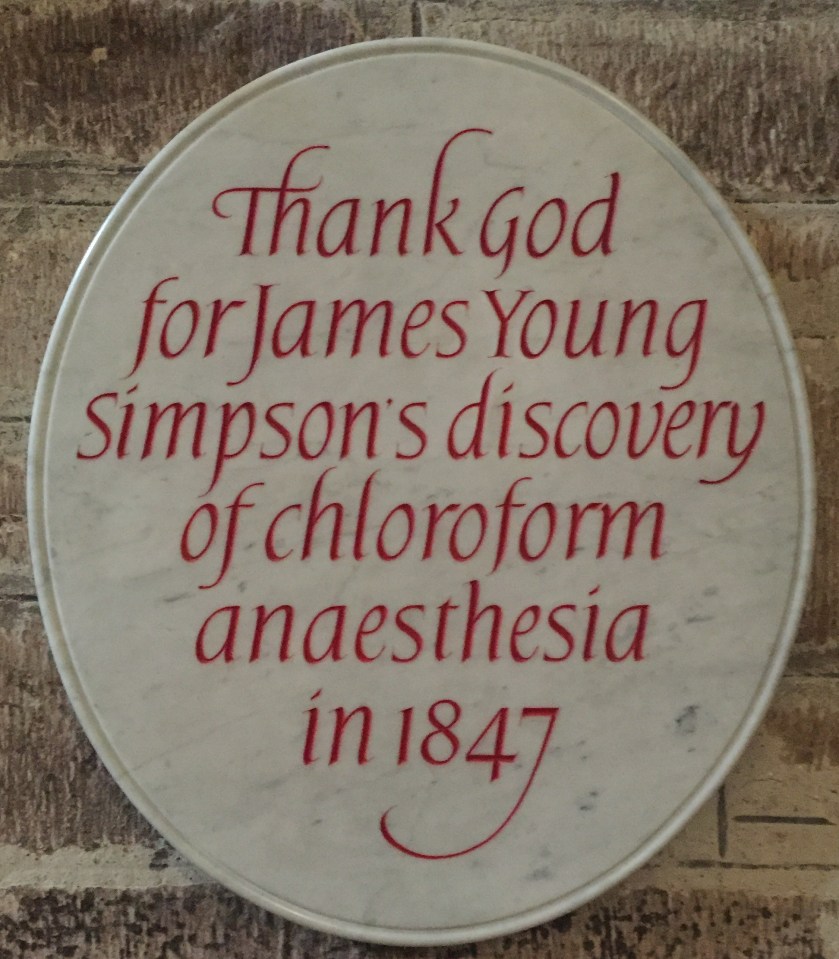 Thank God
for James Young
Simpson's discovery
of chloroform
anaesthesia
in 1847